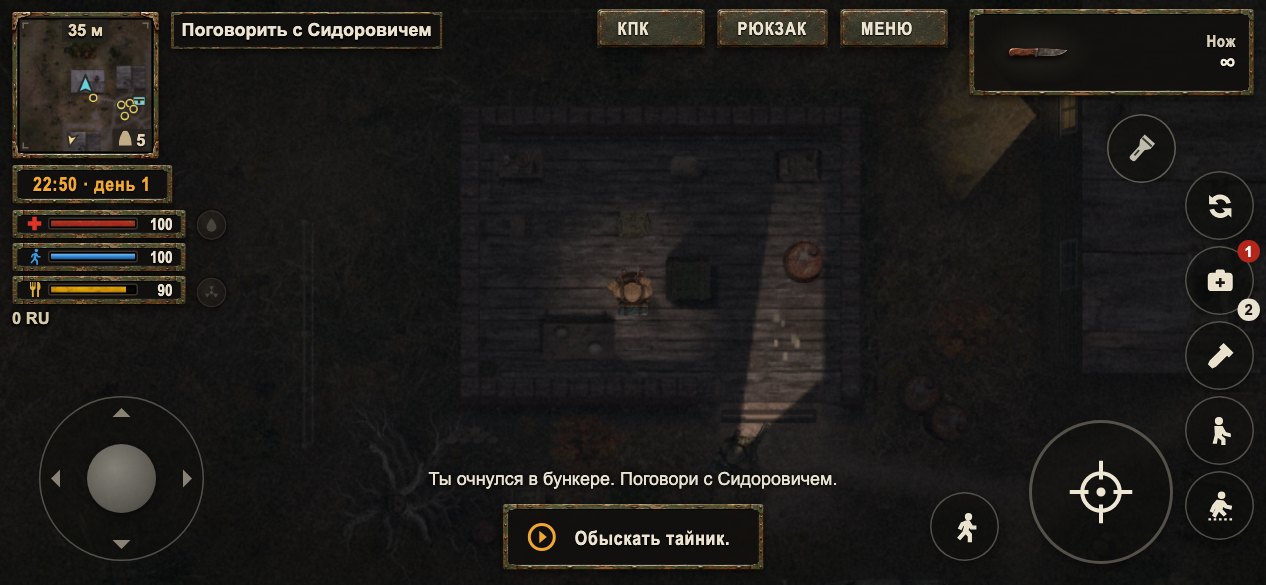 35 м
Поговорить с Сидоровичем
КПК
РЮКЗАК
МЕНЮ
Нож
∞
5
22:50 · день 1
100
100
90
0 RU
1
2
Ты очнулся в бункере. Поговори с Сидоровичем.
Обыскать тайник.